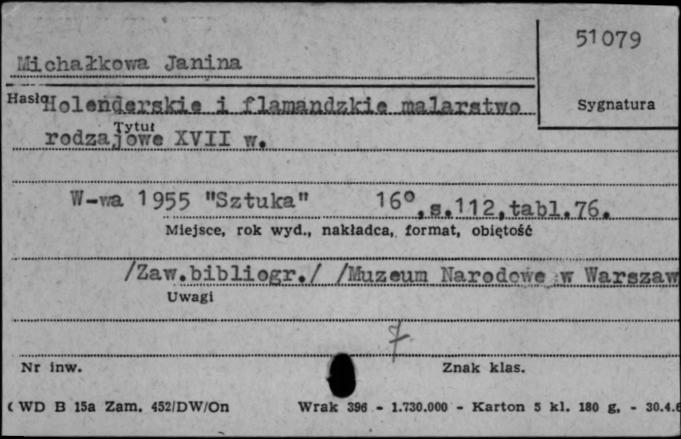 51079
Michałkowa Janina
Hasło
Holenderskie i flamandzkie malarstwo
Sygnatura
Tytuł
rodzajowe XVII w.
W-wa 1955 "Sztuka" 16°, s.112, tabl.76.
Miejsce, rok wyd., nakładca, format, objętość
/Zaw.bibliogr./ /Muzeum Narodowe w Warszaw
Uwagi
7
Nr inw.
Znak klas.
WD B 15a Zam. 452/DW/On Wrak 396 - 1.730.000 - Karton 5 kl. 180 g. - 30.4.6